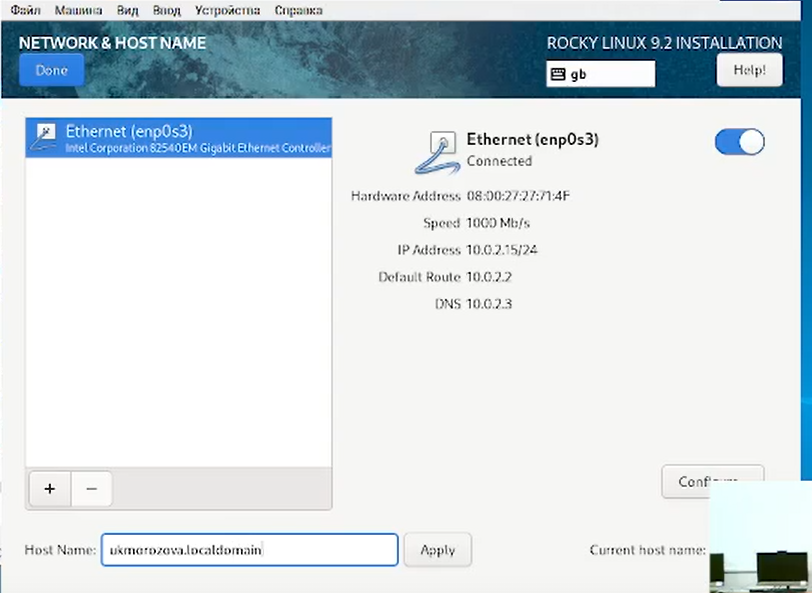 Файл Машина Вид Ввод Устройства Справка
NETWORK & HOST NAME
ROCKY LINUX 9.2 INSTALLATION
Done
gb
Help!
Ethernet (enp0s3)
Intel Corporation 82540EM Gigabit Ethernet Controller
Ethernet (enp0s3)
Connected
Hardware Address 08:00:27:27:71:4F
Speed 1000 Mb/s
IP Address 10.0.2.15/24
Default Route 10.0.2.2
DNS 10.0.2.3
+ −
Host Name: ukmorozova.localdomain
Apply
Current host name: